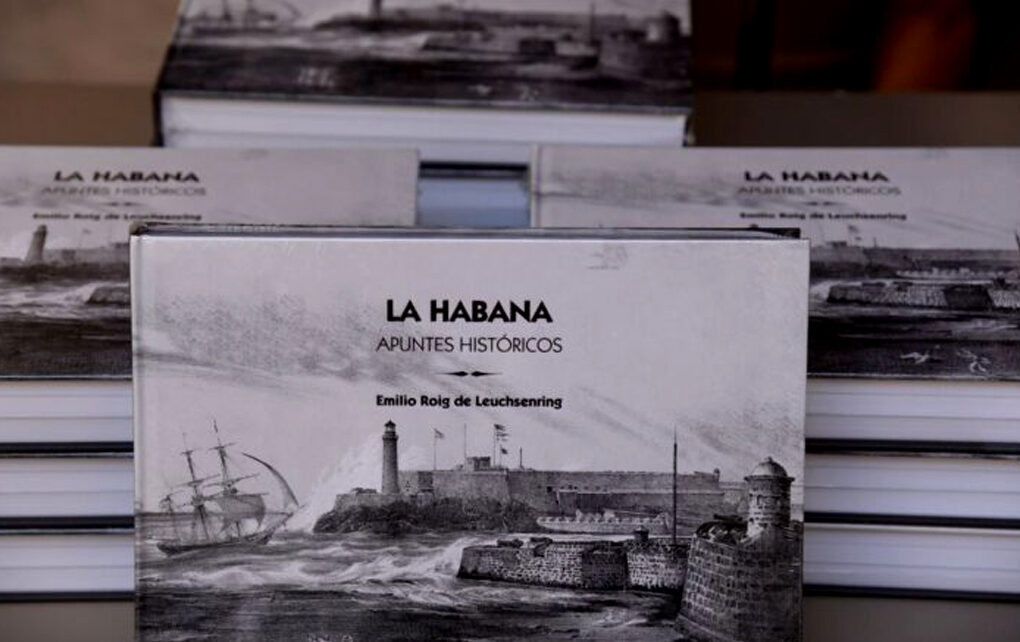 LA HABANA
APUNTES HISTÓRICOS
Emilio Roig de Leuchsenring
LA HABANA
APUNTES HISTÓRICOS
Emilio Roig de Leuchsenring
LA HABANA
APUNTES HISTÓRICOS
Emilio Roig de Leuchsenring